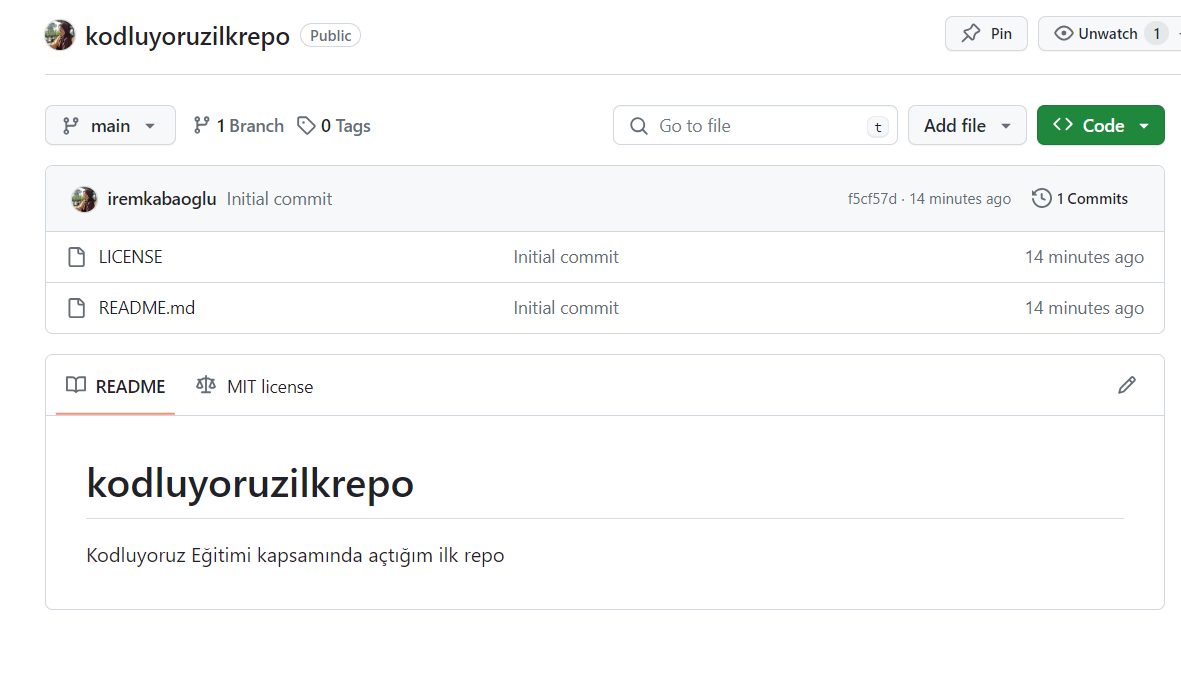 kodluyoruzilkrepo Public Pin Unwatch 1
main 1 Branch 0 Tags Go to file t Add file <> Code
iremkabaoglu Initial commit f5cf57d · 14 minutes ago 1 Commits
LICENSE Initial commit 14 minutes ago
README.md Initial commit 14 minutes ago
README MIT license
kodluyoruzilkrepo
Kodluyoruz Eğitimi kapsamında açtığım ilk repo